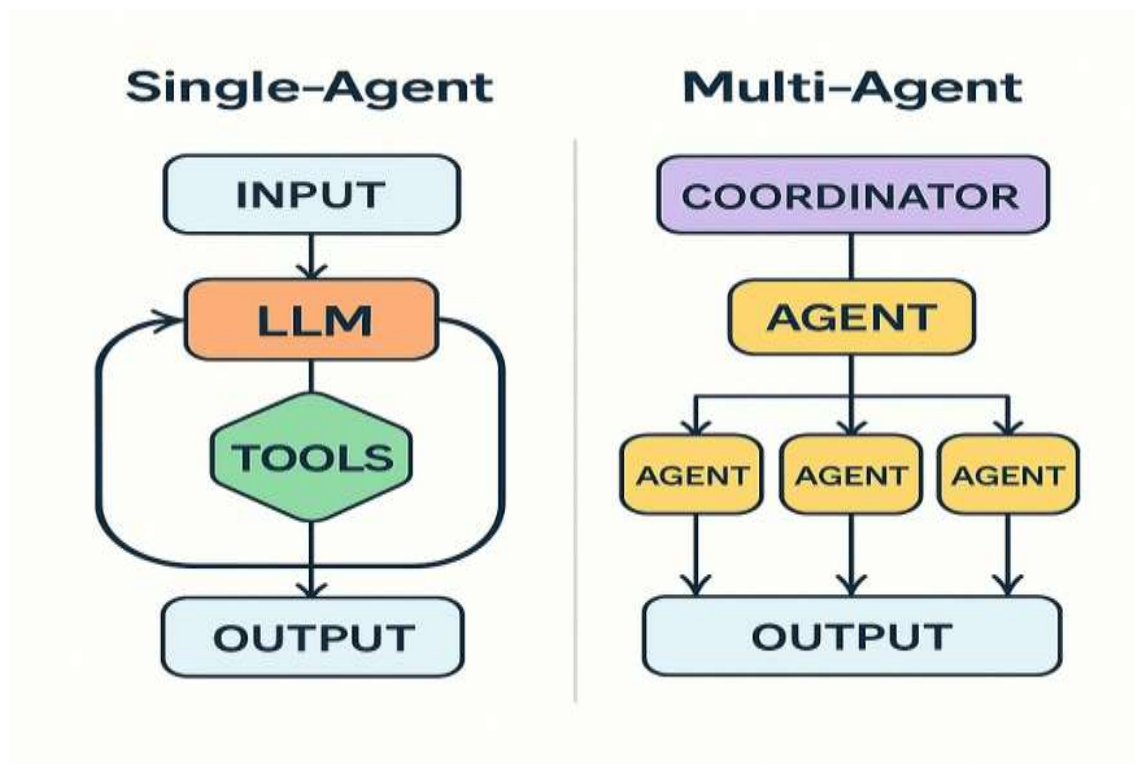 Single-Agent
INPUT
LLM
TOOLS
OUTPUT
Multi-Agent
COORDINATOR
AGENT
AGENT AGENT AGENT
OUTPUT